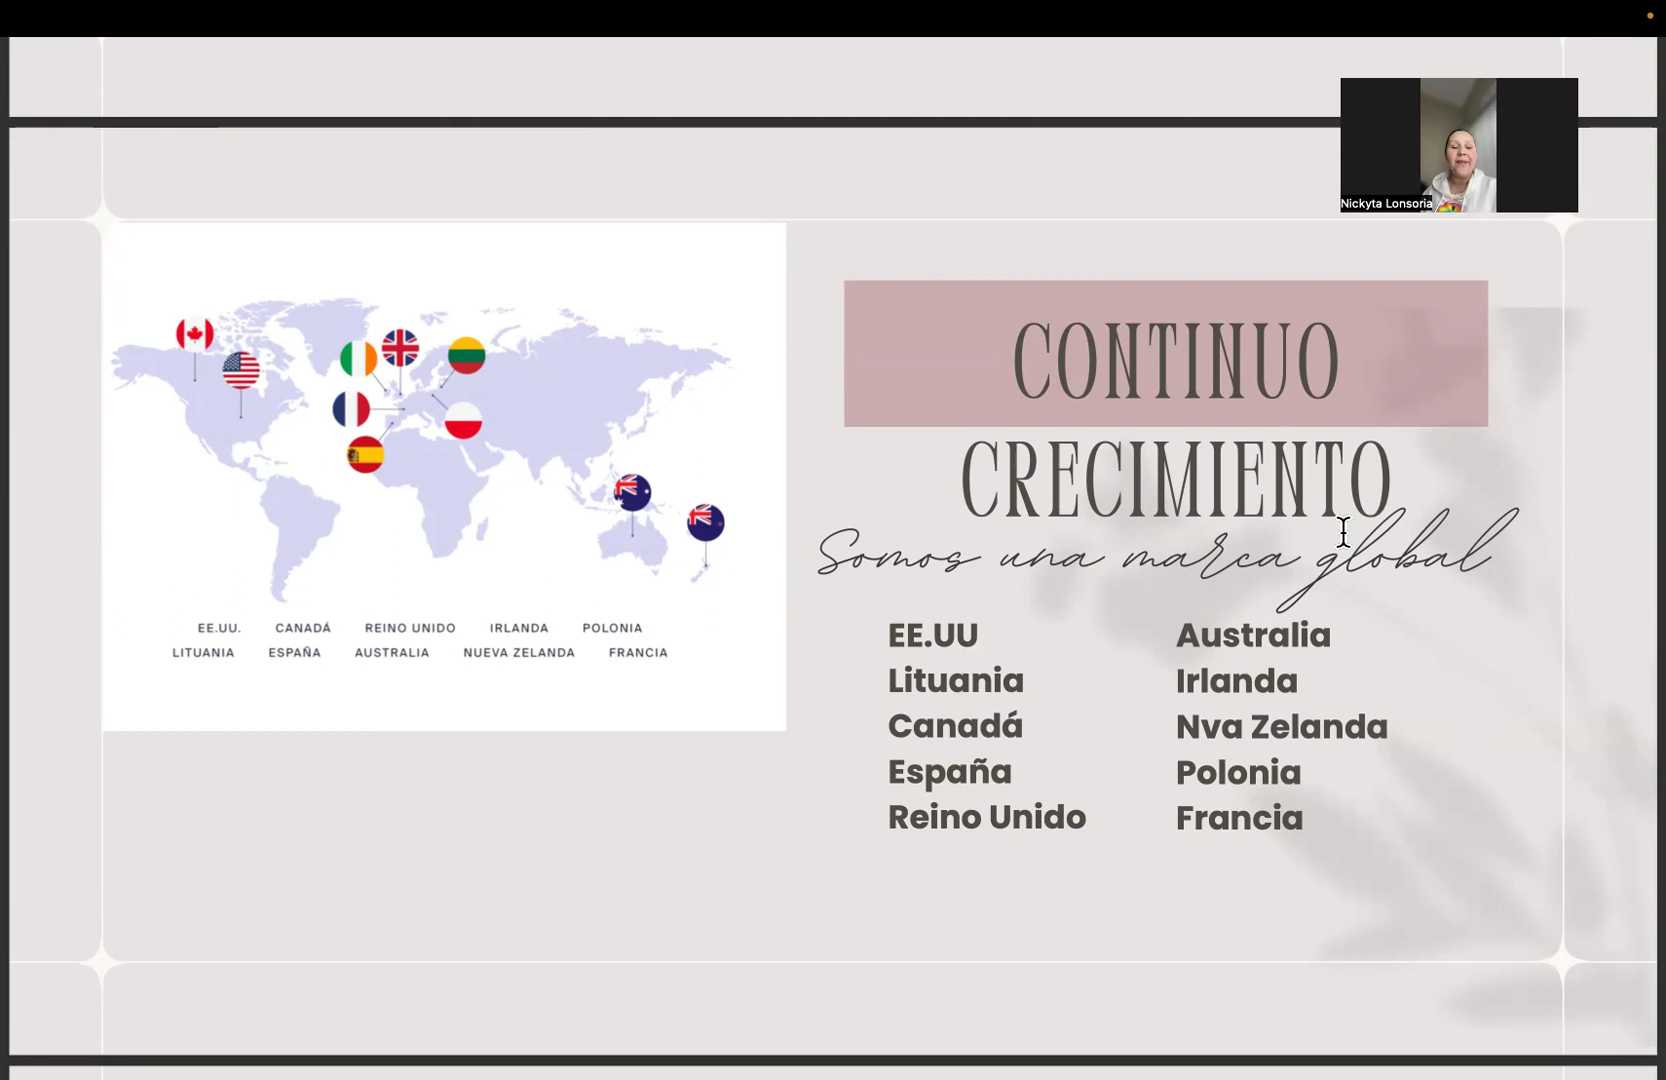 Nickyta Lonsoria
CONTINUO
CRECIMIENTO
Somos una marca global
EE.UU. CANADÁ REINO UNIDO IRLANDA POLONIA
LITUANIA ESPAÑA AUSTRALIA NUEVA ZELANDA FRANCIA
EE.UU
Lituania
Canadá
España
Reino Unido
Australia
Irlanda
Nva Zelanda
Polonia
Francia